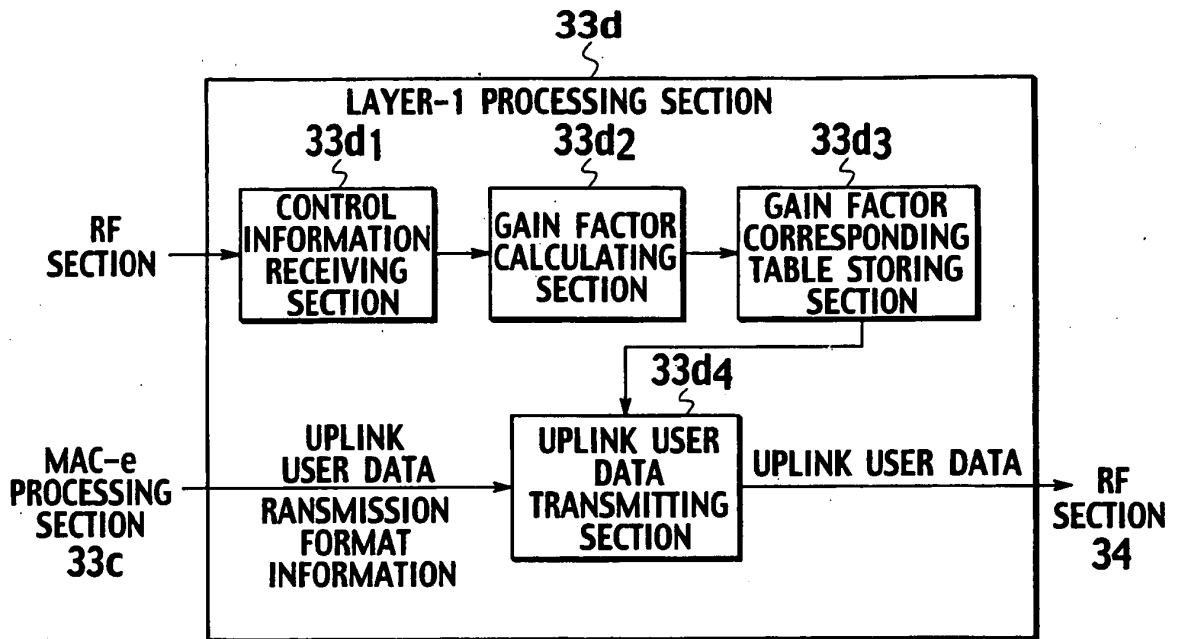 33d
LAYER-1 PROCESSING SECTION
33d1
33d2
33d3
RF
SECTION
CONTROL
INFORMATION
RECEIVING
SECTION
GAIN FACTOR
CALCULATING
SECTION
GAIN FACTOR
CORRESPONDING
TABLE STORING
SECTION
33d4
MAC-e
PROCESSING
SECTION
33c
UPLINK
USER DATA
RANSMISSION
FORMAT
INFORMATION
UPLINK USER
DATA
TRANSMITTING
SECTION
UPLINK USER DATA
RF
SECTION
34